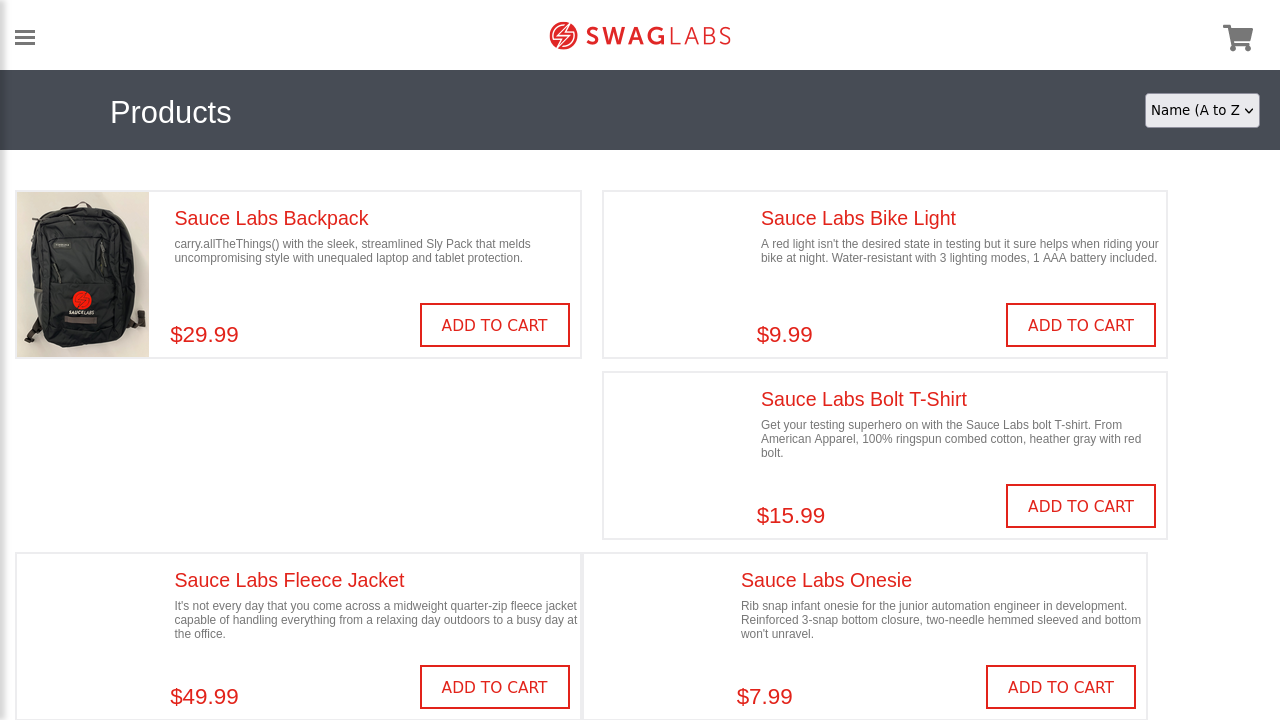 SWAGLABS
Products
Name (A to Z
Sauce Labs Backpack
carry.allTheThings() with the sleek, streamlined Sly Pack that melds
uncompromising style with unequaled laptop and tablet protection.
$29.99
ADD TO CART
SAUCELABS
Sauce Labs Bike Light
A red light isn't the desired state in testing but it sure helps when riding your
bike at night. Water-resistant with 3 lighting modes, 1 AAA battery included.
$9.99
ADD TO CART
Sauce Labs Bolt T-Shirt
Get your testing superhero on with the Sauce Labs bolt T-shirt. From
American Apparel, 100% ringspun combed cotton, heather gray with red
bolt.
$15.99
ADD TO CART
Sauce Labs Fleece Jacket
It's not every day that you come across a midweight quarter-zip fleece jacket
capable of handling everything from a relaxing day outdoors to a busy day at
the office.
$49.99
ADD TO CART
Sauce Labs Onesie
Rib snap infant onesie for the junior automation engineer in development.
Reinforced 3-snap bottom closure, two-needle hemmed sleeved and bottom
won't unravel.
$7.99
ADD TO CART